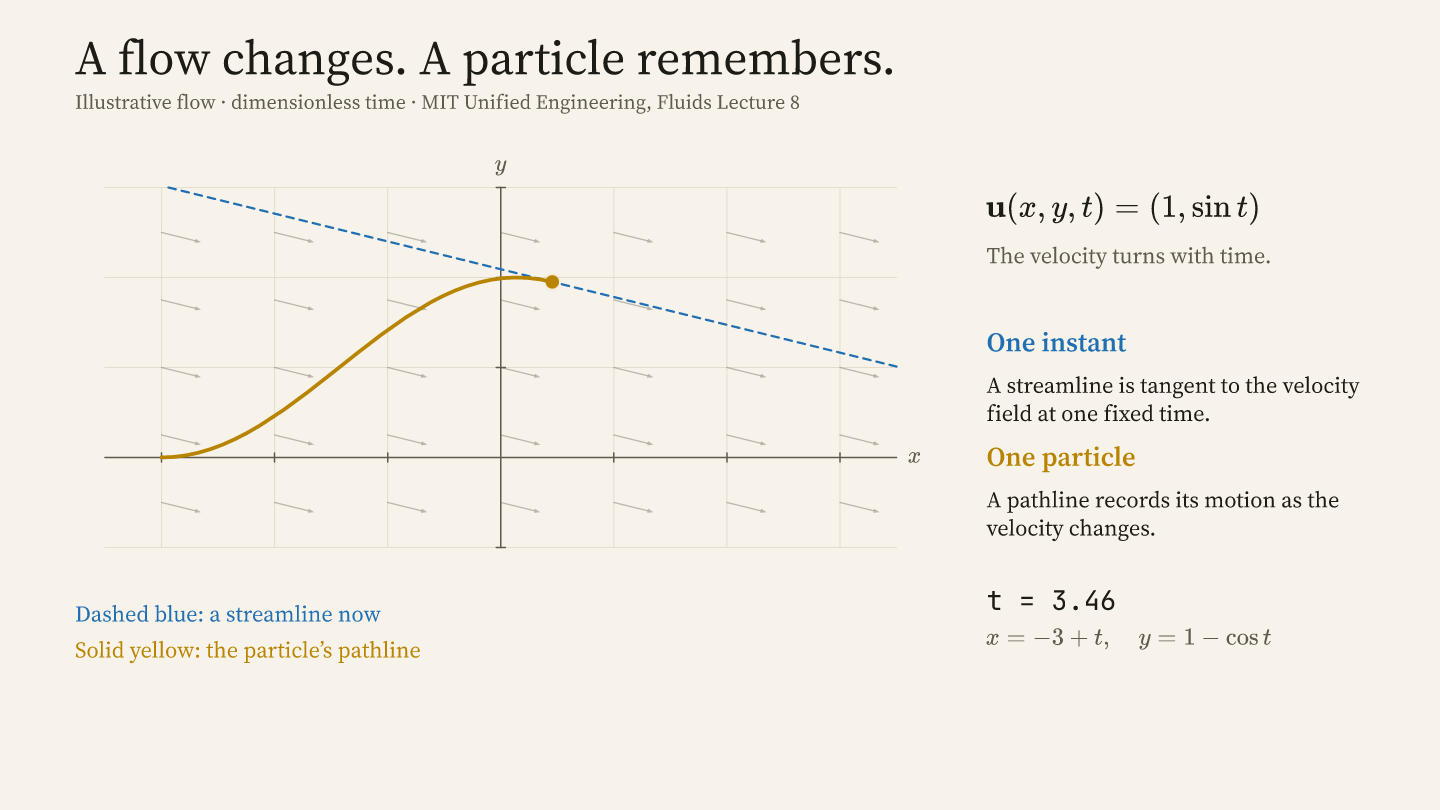 A flow changes. A particle remembers.
Illustrative flow · dimensionless time · MIT Unified Engineering, Fluids Lecture 8
y
x
Dashed blue: a streamline now
Solid yellow: the particle’s pathline
u(x, y, t) = (1, sin t)
The velocity turns with time.
One instant
A streamline is tangent to the velocity
field at one fixed time.
One particle
A pathline records its motion as the
velocity changes.
t = 3.46
x = −3 + t, y = 1 − cos t